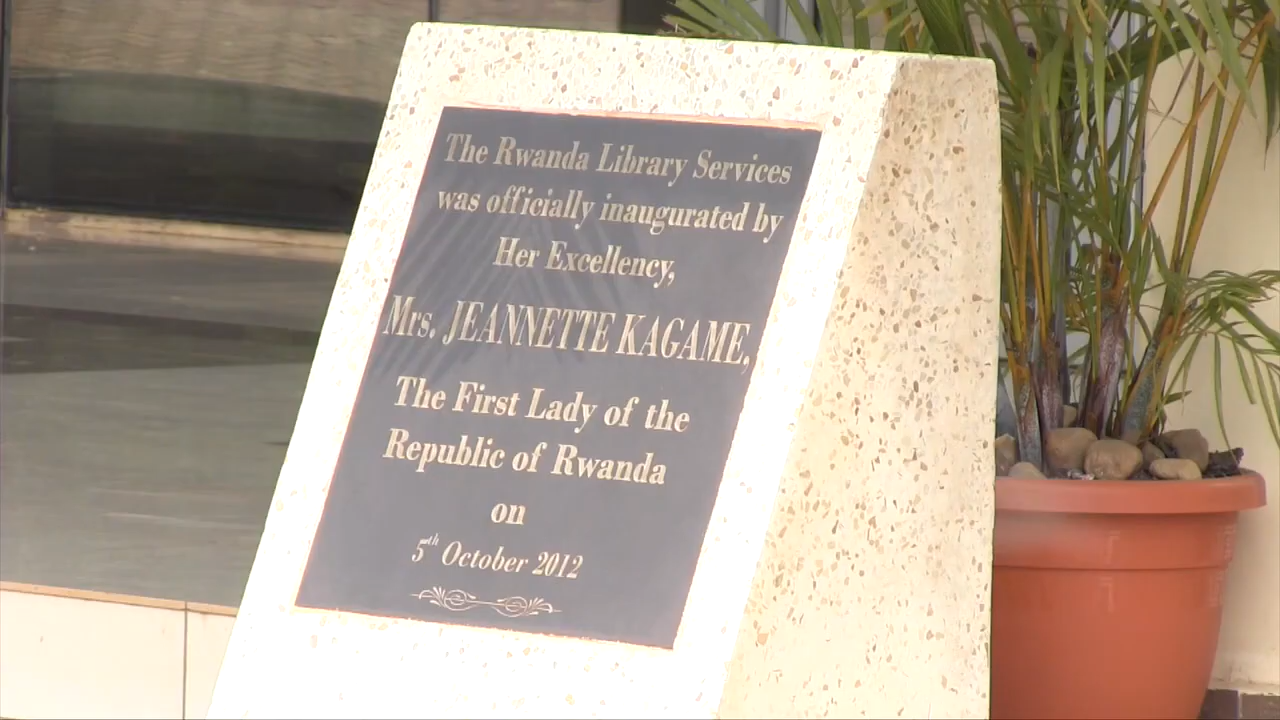 The Rwanda Library Services
was officially inaugurated by
Her Excellency,
Mrs. JEANNETTE KAGAME,
The First Lady of the
Republic of Rwanda
on
5th October 2012